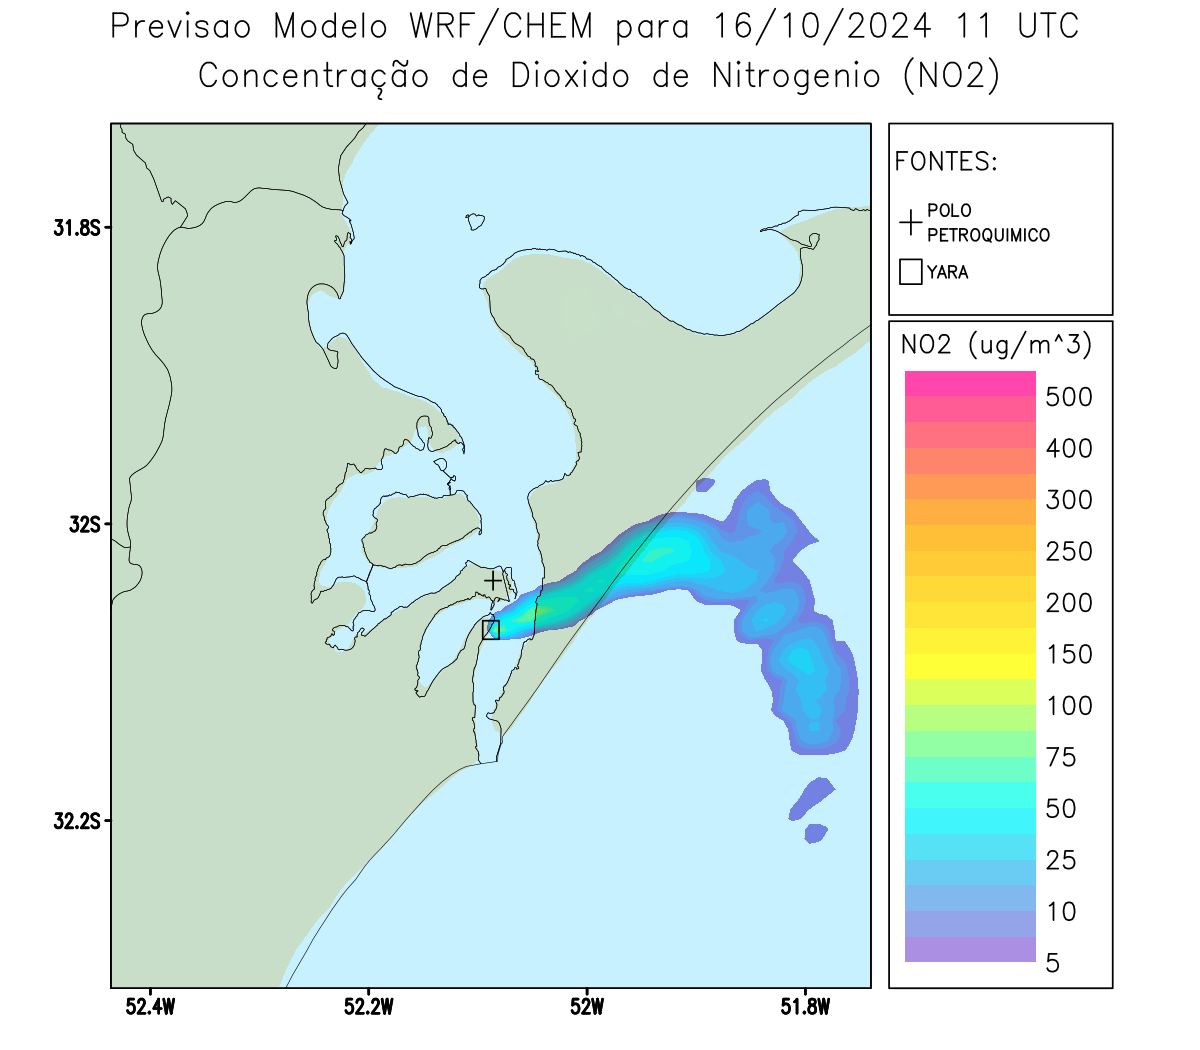 Previsao Modelo WRF/CHEM para 16/10/2024 11 UTC
Concentração de Dioxido de Nitrogenio (NO2)
FONTES:
POLO
PETROQUIMICO
YARA
31.8S
32S
32.2S
52.4W
52.2W
52W
51.8W
NO2 (ug/m^3)
500
400
300
250
200
150
100
75
50
25
10
5